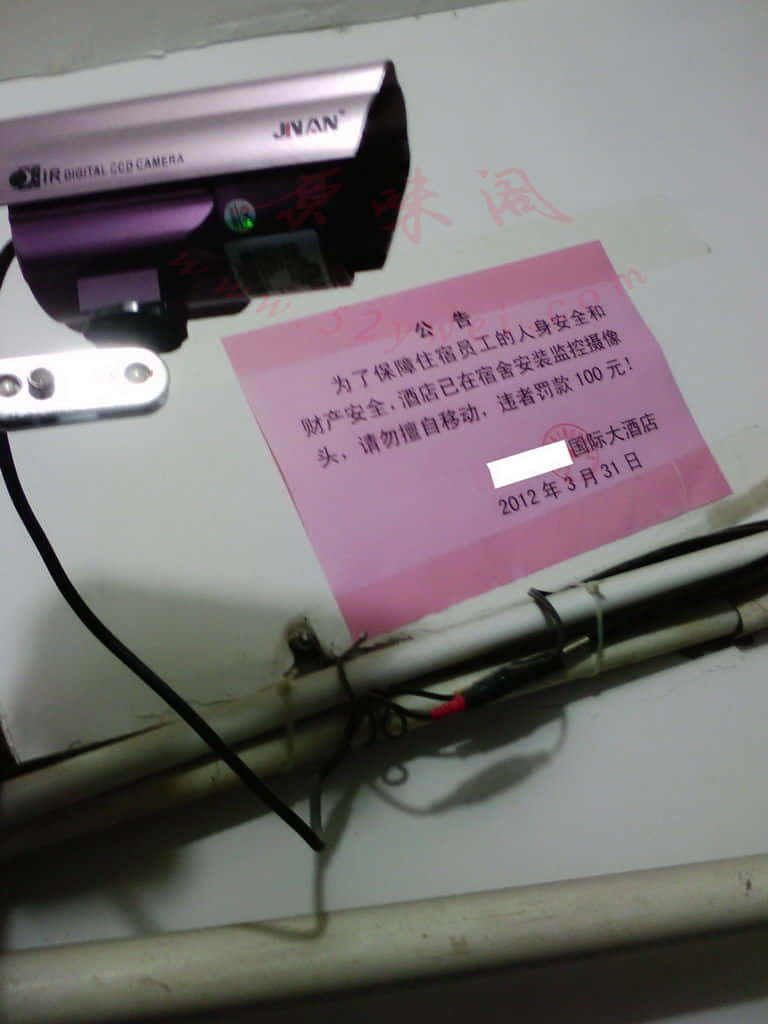 JNAN
IR DIGITAL CCD CAMERA
公 告
为了保障住宿员工的人身安全和
财产安全，酒店已在宿舍安装监控摄像
头，请勿擅自移动，违者罚款 100 元！
国际大酒店
2012 年 3 月 31 日